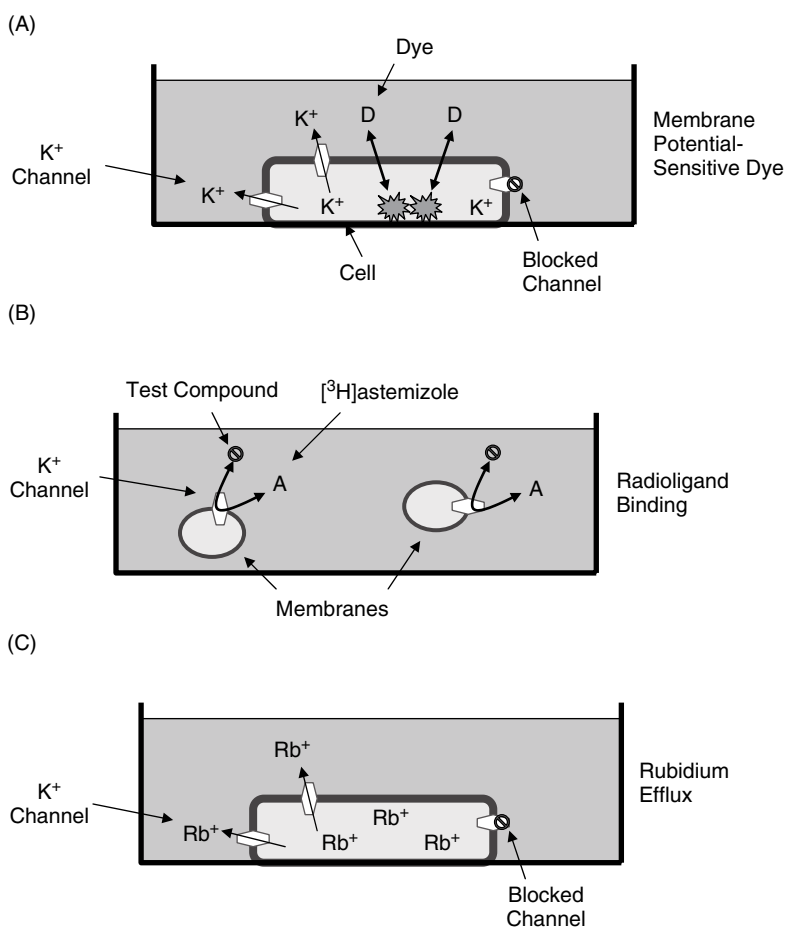 (A)
Dye
K⁺
D
D
Membrane
Potential-
Sensitive Dye
K⁺
Channel
K⁺
K⁺
K⁺
Cell
Blocked
Channel
(B)
Test Compound
[³H]astemizole
K⁺
Channel
A
A
Radioligand
Binding
Membranes
(C)
Rb⁺
K⁺
Channel
Rubidium
Efflux
Rb⁺
Rb⁺
Rb⁺
Rb⁺
Blocked
Channel